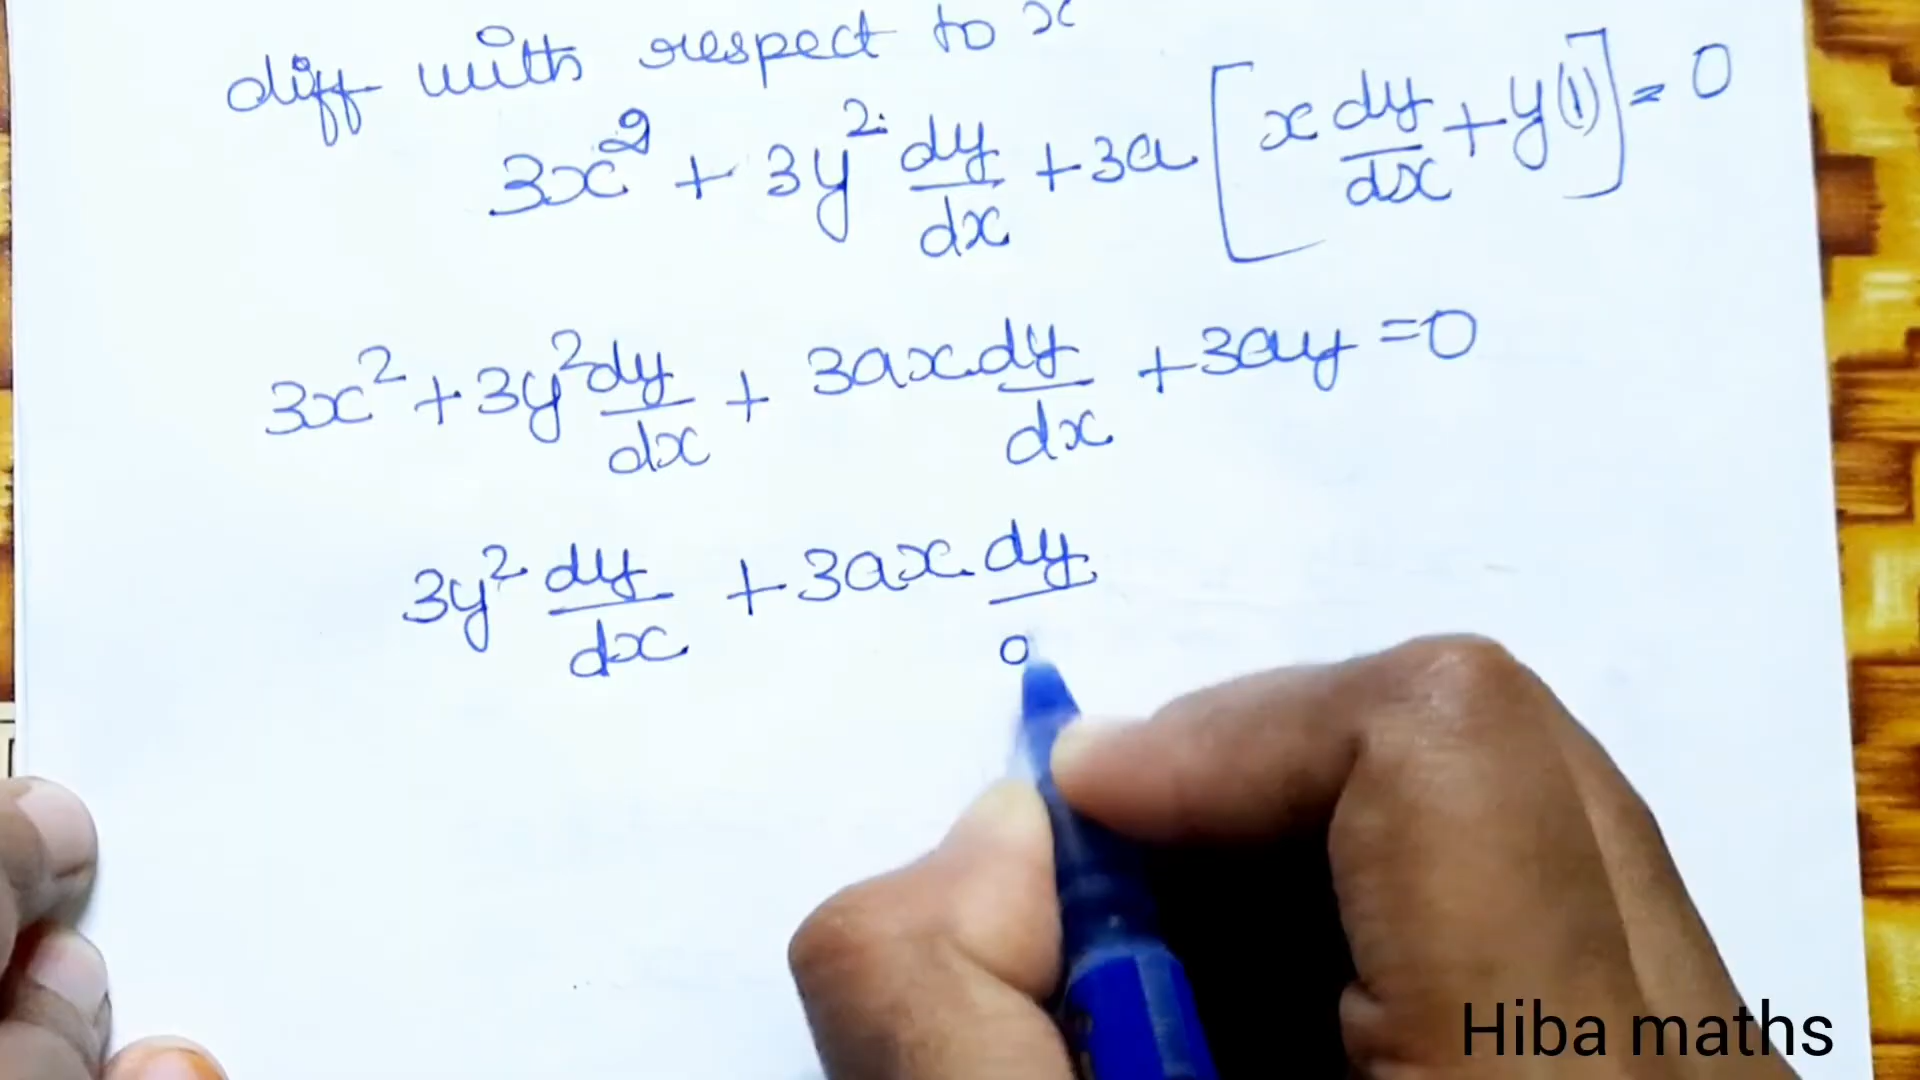 diff with respect to x
3x² + 3y² dy/dx + 3a [x dy/dx + y(1)] = 0
3x² + 3y² dy/dx + 3ax dy/dx + 3ay = 0
3y² dy/dx + 3ax dy/
Hiba maths